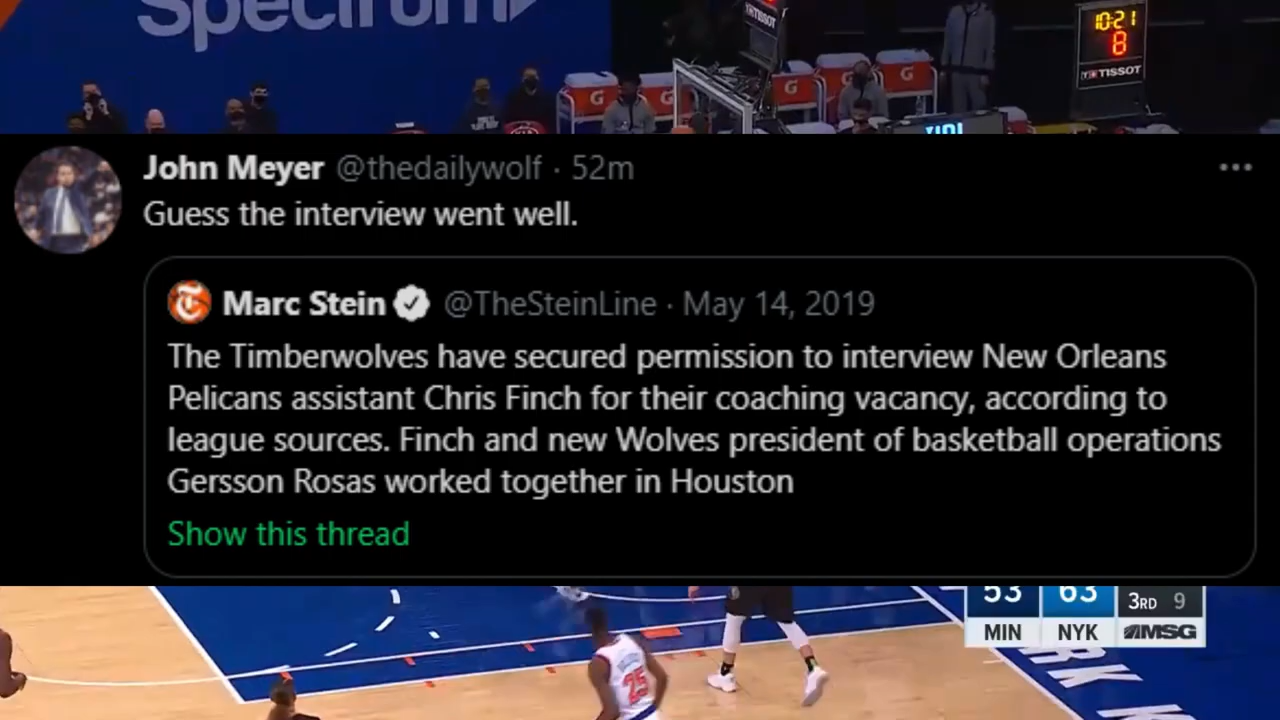 Spectrum
TISSOT
10:21
8
TISSOT
G
G
G
G
G
John Meyer @thedailywolf · 52m
Guess the interview went well.
Marc Stein @TheSteinLine · May 14, 2019
The Timberwolves have secured permission to interview New Orleans
Pelicans assistant Chris Finch for their coaching vacancy, according to
league sources. Finch and new Wolves president of basketball operations
Gersson Rosas worked together in Houston
Show this thread
53 63 3RD 9
MIN NYK MSG
25
RK